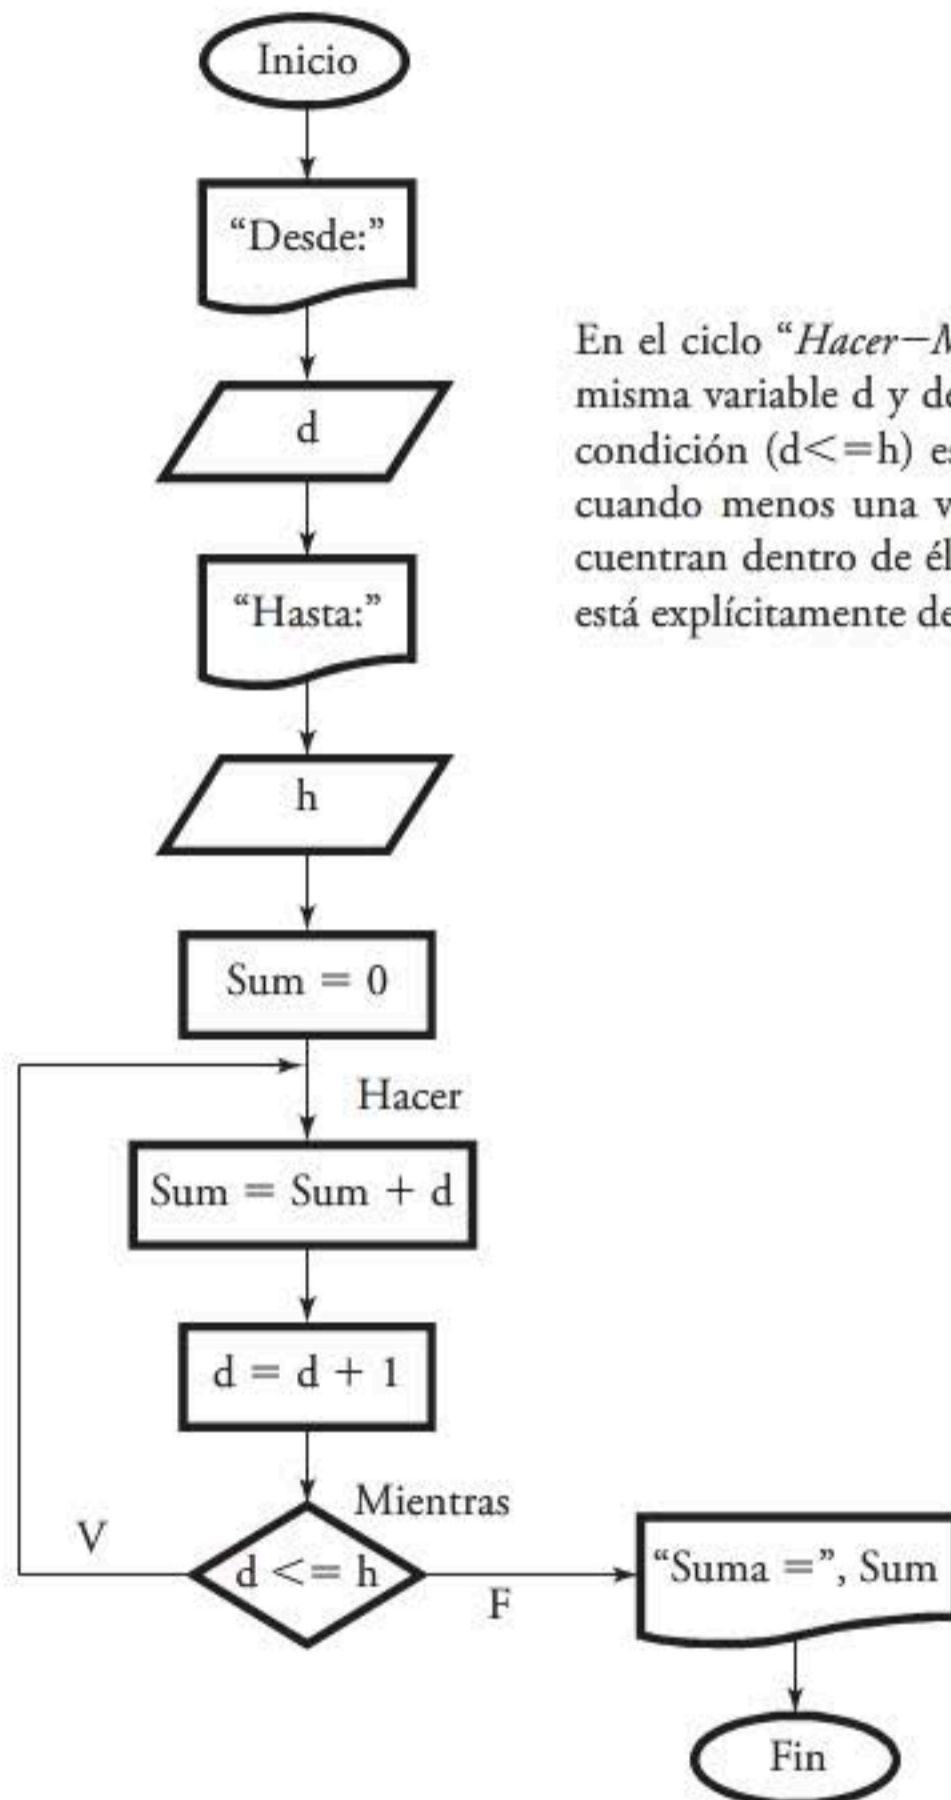 Inicio
“Desde:”
d
“Hasta:”
h
Sum = 0
Hacer
Sum = Sum + d
d = d + 1
Mientras
d <= h
V
F
“Suma =”, Sum
Fin
En el ciclo “Hacer−
misma variable d y
condición (d<=h)
cuando menos una
cuentran dentro de
está explícitamente